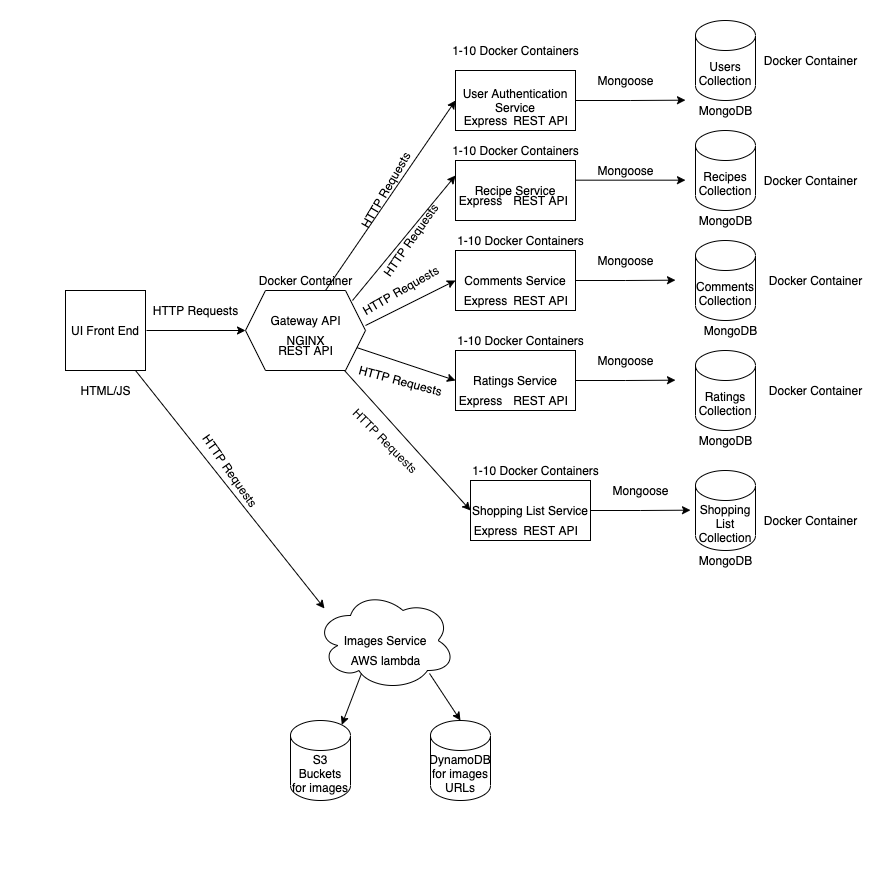 1-10 Docker Containers
User Authentication
Service
Express REST API
Mongoose
Users
Collection
MongoDB
Docker Container
1-10 Docker Containers
Recipe Service
Express REST API
Mongoose
Recipes
Collection
MongoDB
Docker Container
1-10 Docker Containers
Comments Service
Express REST API
Mongoose
Comments
Collection
MongoDB
Docker Container
1-10 Docker Containers
Ratings Service
Express REST API
Mongoose
Ratings
Collection
MongoDB
Docker Container
1-10 Docker Containers
Shopping List Service
Express REST API
Mongoose
Shopping
List
Collection
MongoDB
Docker Container
HTTP Requests
HTTP Requests
HTTP Requests
HTTP Requests
HTTP Requests
Docker Container
Gateway API
NGINX
REST API
HTTP Requests
UI Front End
HTML/JS
HTTP Requests
Images Service
AWS lambda
S3
Buckets
for images
DynamoDB
for images
URLs